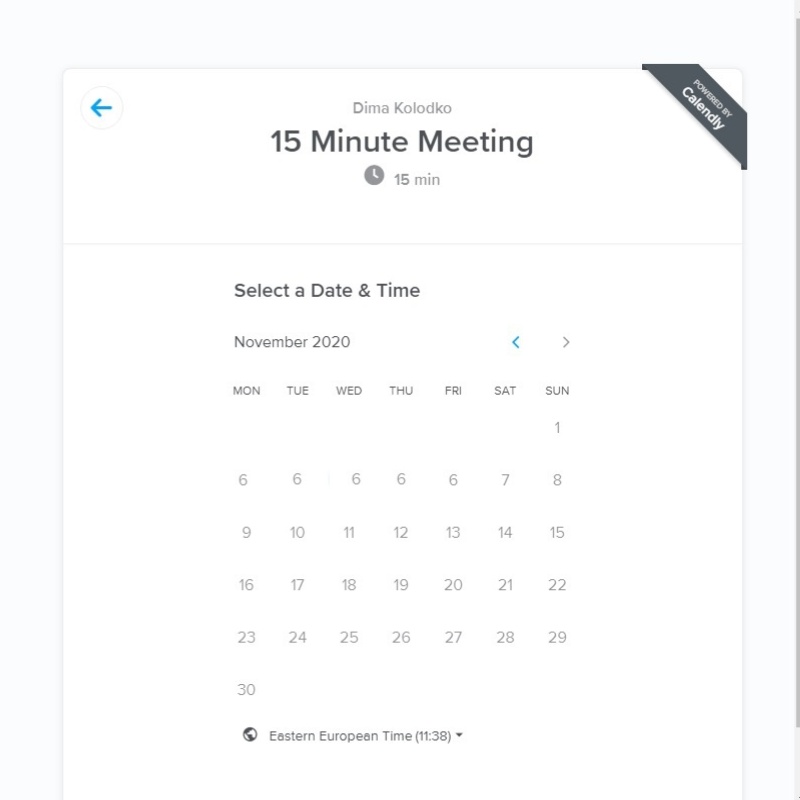 POWERED BY
Calendly
Dima Kolodko
15 Minute Meeting
15 min
Select a Date & Time
November 2020
MON TUE WED THU FRI SAT SUN
1
6 6 6 6 6 7 8
9 10 11 12 13 14 15
16 17 18 19 20 21 22
23 24 25 26 27 28 29
30
Eastern European Time (11:38)